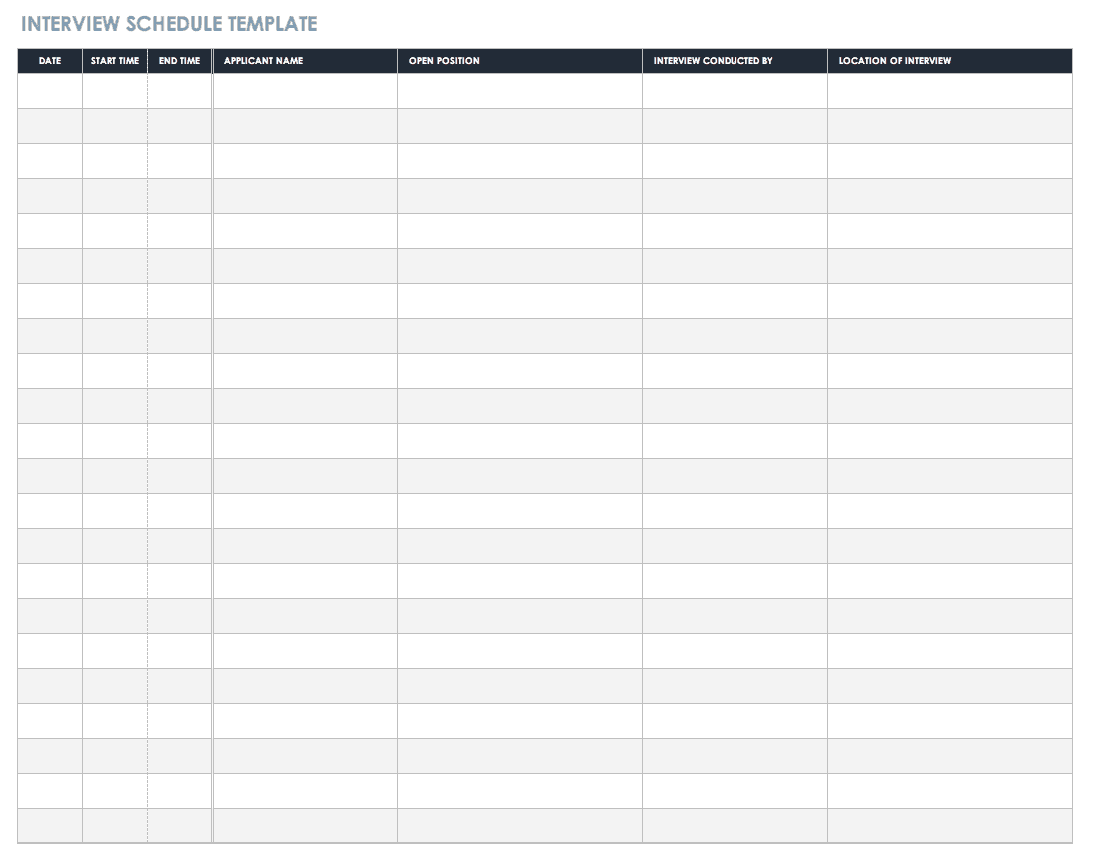 INTERVIEW SCHEDULE TEMPLATE
DATE START TIME END TIME APPLICANT NAME OPEN POSITION INTERVIEW CONDUCTED BY LOCATION OF INTERVIEW